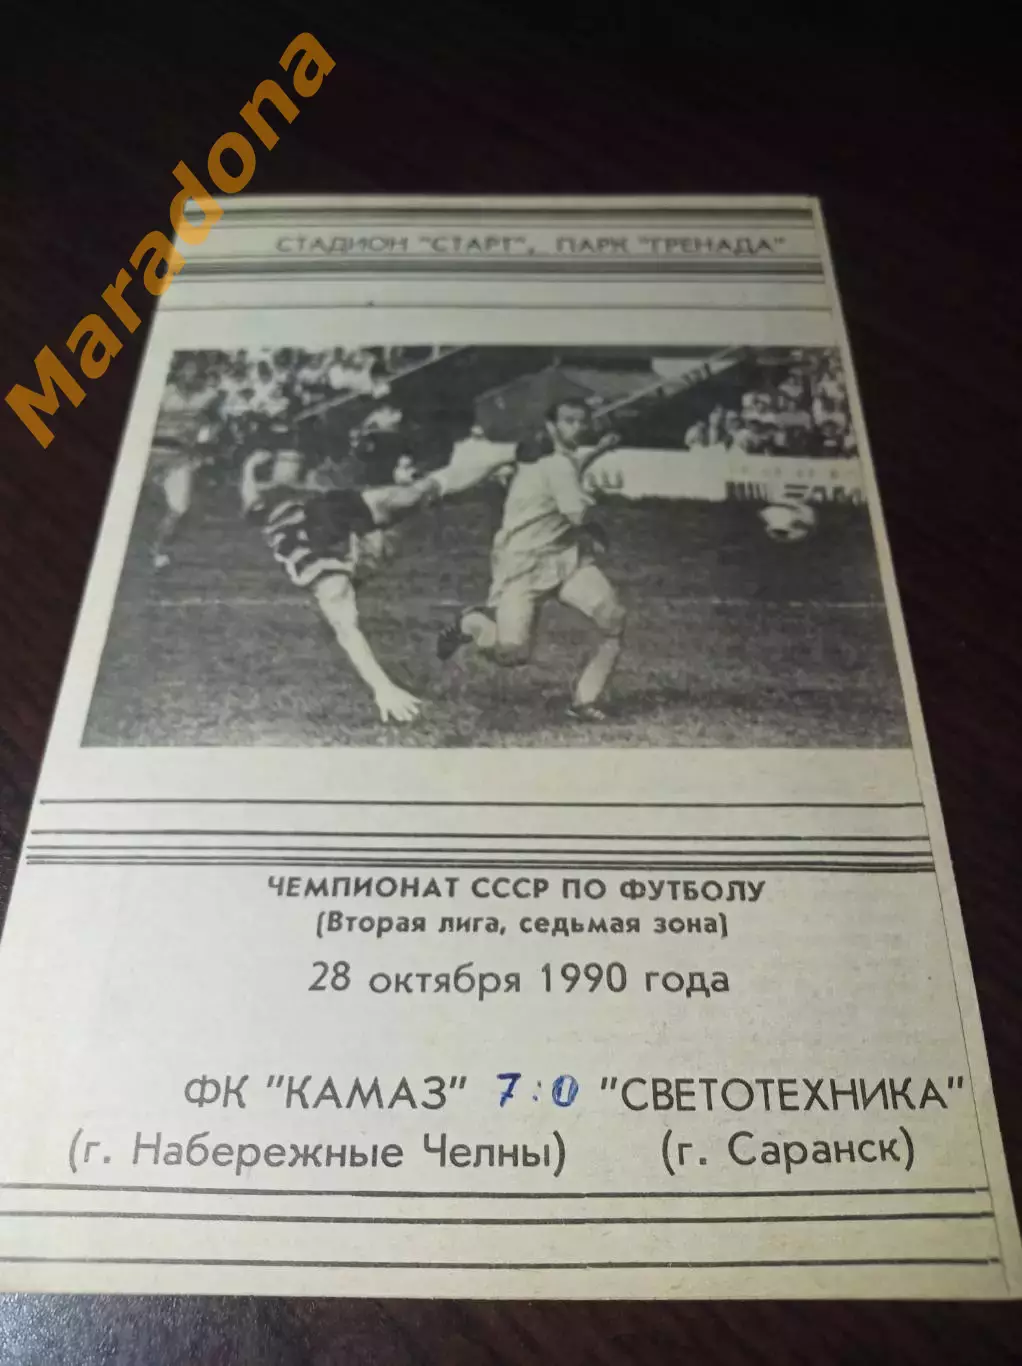 Maradona
СТАДИОН "СТАРТ", ПАРК "ГРЕНАДА"
ЧЕМПИОНАТ СССР ПО ФУТБОЛУ
(Вторая лига, седьмая зона)
28 октября 1990 года
ФК "КАМАЗ" 7:0 "СВЕТОТЕХНИКА"
(г. Набережные Челны) (г. Саранск)